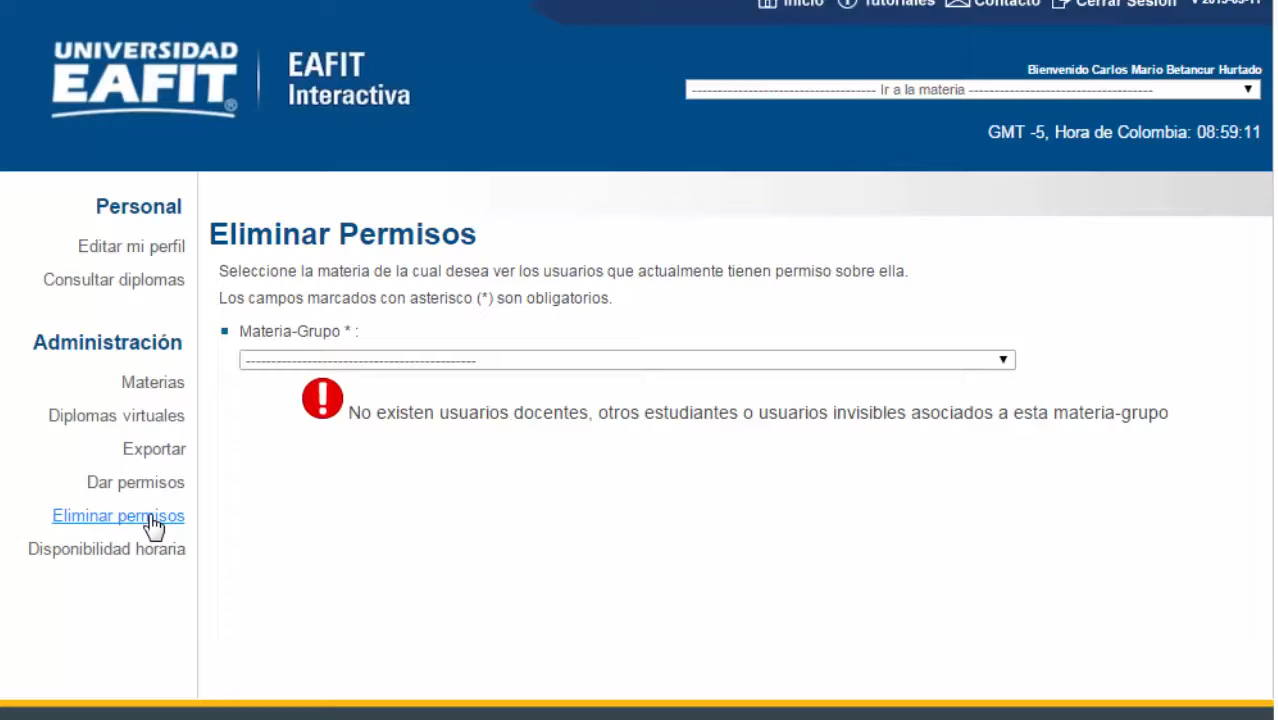 Inicio Tutoriales Contacto Cerrar Sesión
UNIVERSIDAD
EAFIT
®
EAFIT
Interactiva
Bienvenido Carlos Mario Betancur Hurtado
------------------------------------ Ir a la materia ------------------------------------
GMT -5, Hora de Colombia: 08:59:11
Personal
Editar mi perfil
Consultar diplomas
Administración
Materias
Diplomas virtuales
Exportar
Dar permisos
Eliminar permisos
Disponibilidad horaria
Eliminar Permisos
Seleccione la materia de la cual desea ver los usuarios que actualmente tienen permiso sobre ella.
Los campos marcados con asterisco (*) son obligatorios.
Materia-Grupo * :
----------------------------------------------
No existen usuarios docentes, otros estudiantes o usuarios invisibles asociados a esta materia-grupo